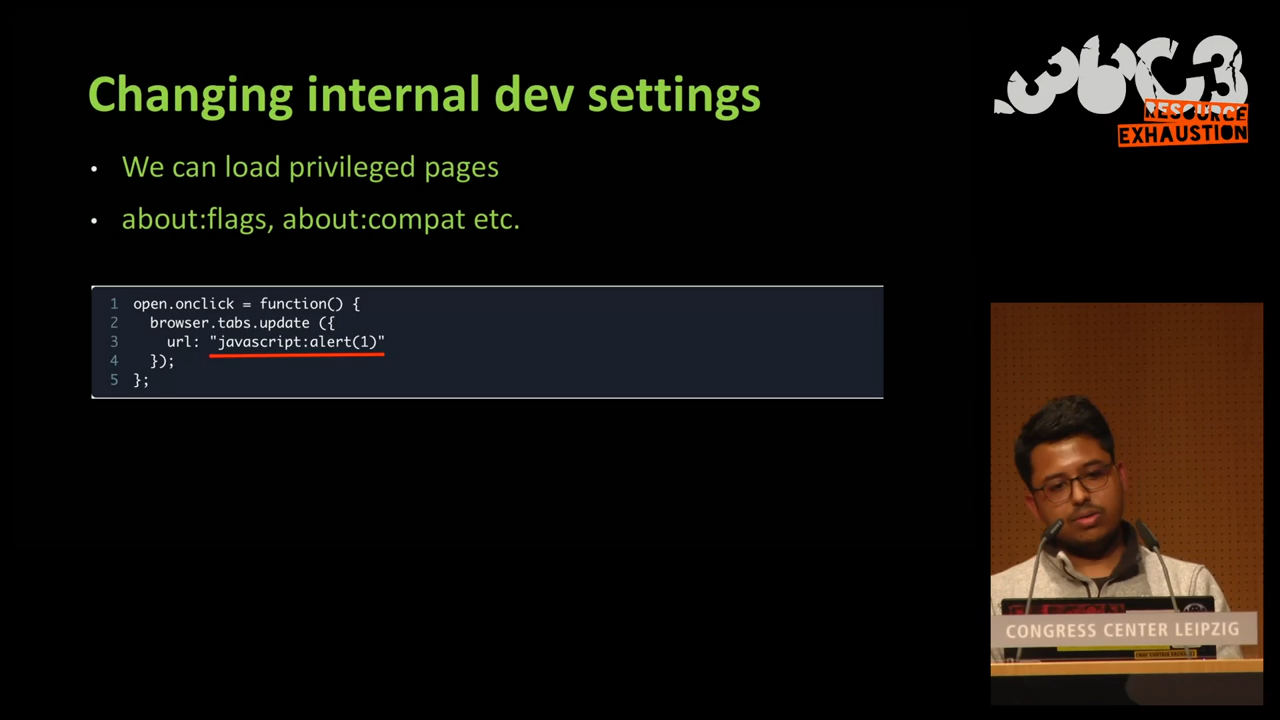 Changing internal dev settings
• We can load privileged pages
• about:flags, about:compat etc.
1 open.onclick = function() {
2 browser.tabs.update ({
3 url: "javascript:alert(1)"
4 });
5 };
36C3
RESOURCE
EXHAUSTION
CONGRESS CENTER LEIPZIG